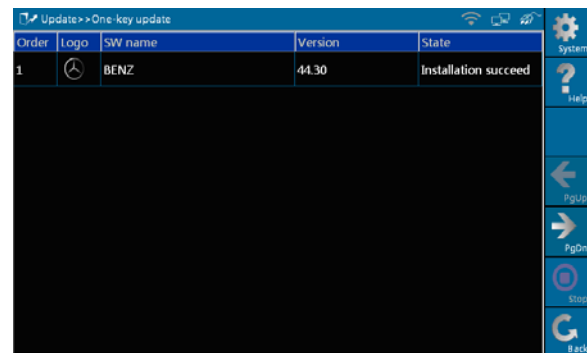 Update>>One-key update
Order Logo SW name Version State
1 BENZ 44.30 Installation succeed
System
Help
PgUp
PgDn
Stop
Back